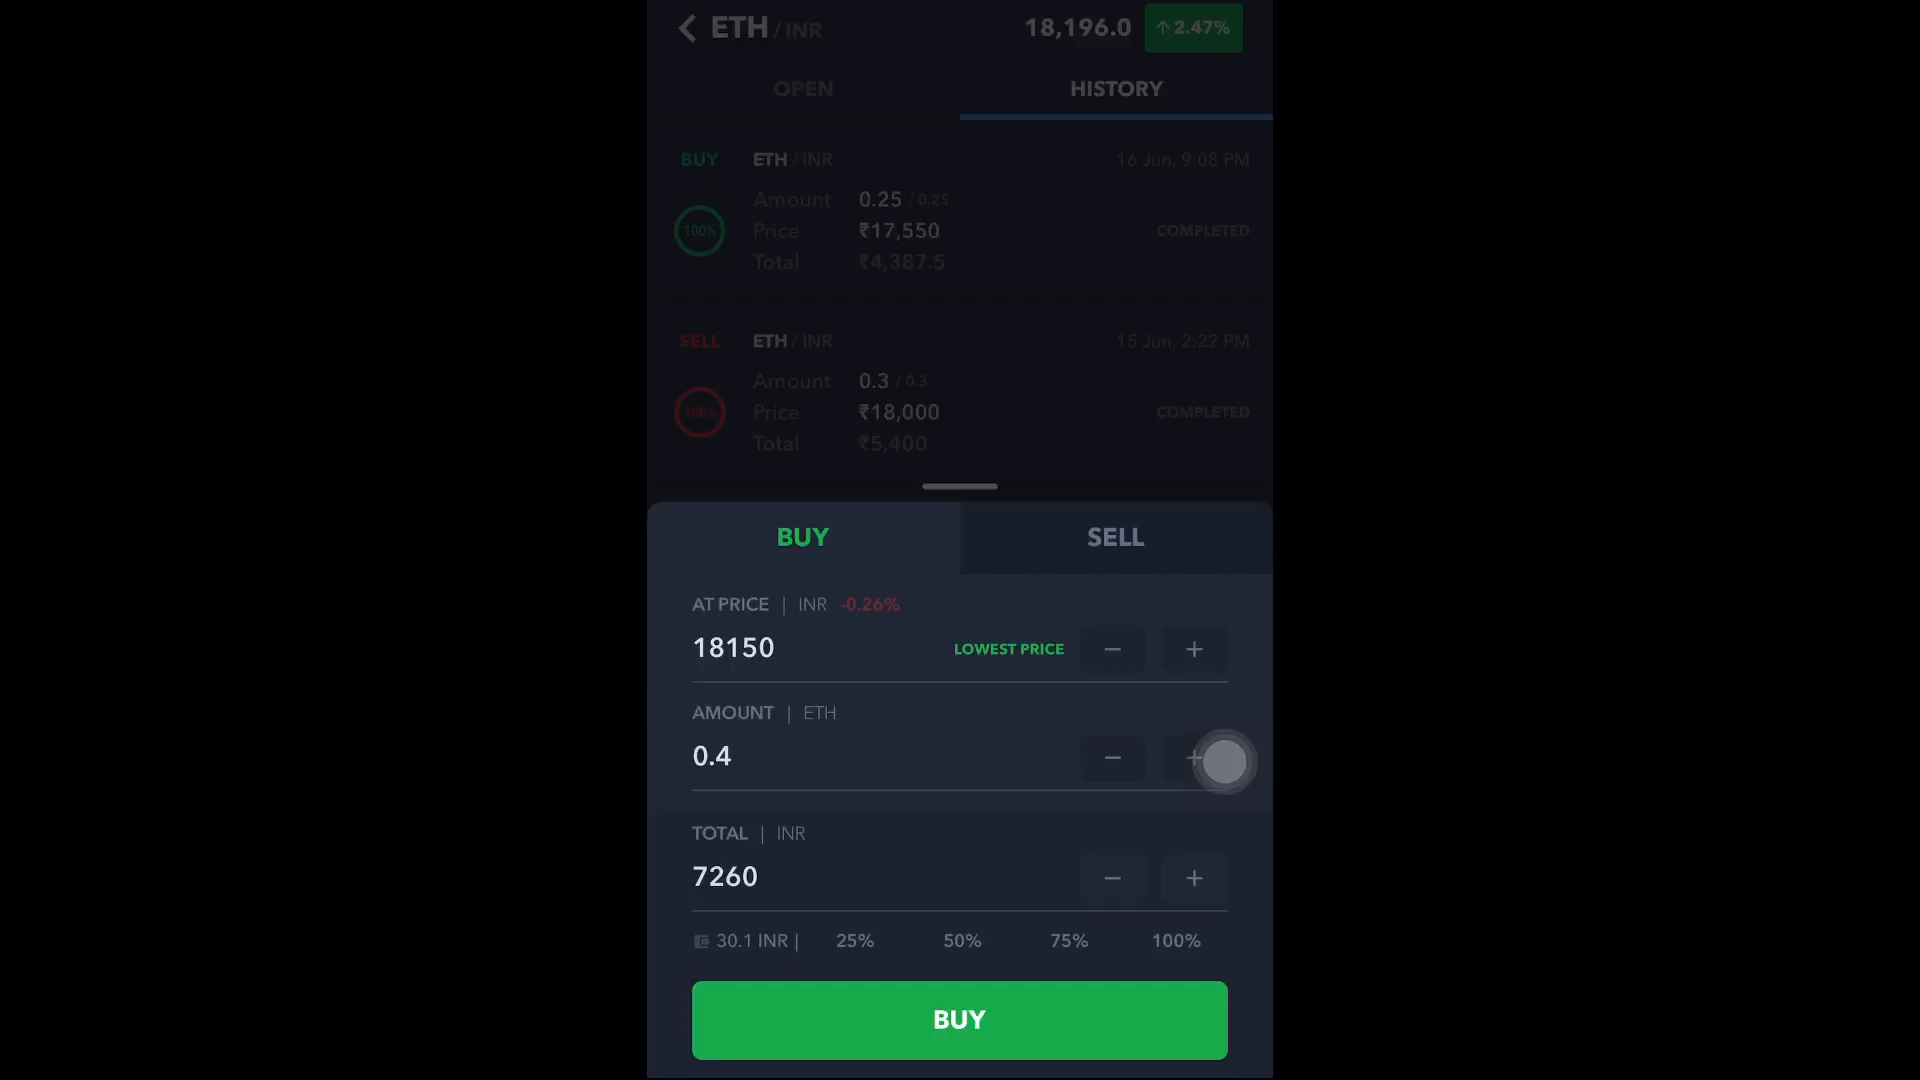 ETH / INR 18,196.0 ↑2.47%
OPEN HISTORY
BUY ETH / INR 16 Jun, 9:08 PM
Amount 0.25 / 0.25
100% Price ₹17,550 COMPLETED
Total ₹4,387.5
SELL ETH / INR 15 Jun, 2:22 PM
Amount 0.3 / 0.3
100% Price ₹18,000 COMPLETED
Total ₹5,400
BUY SELL
AT PRICE | INR -0.26%
18150 LOWEST PRICE − +
AMOUNT | ETH
0.4 − +
TOTAL | INR
7260 − +
30.1 INR | 25% 50% 75% 100%
BUY